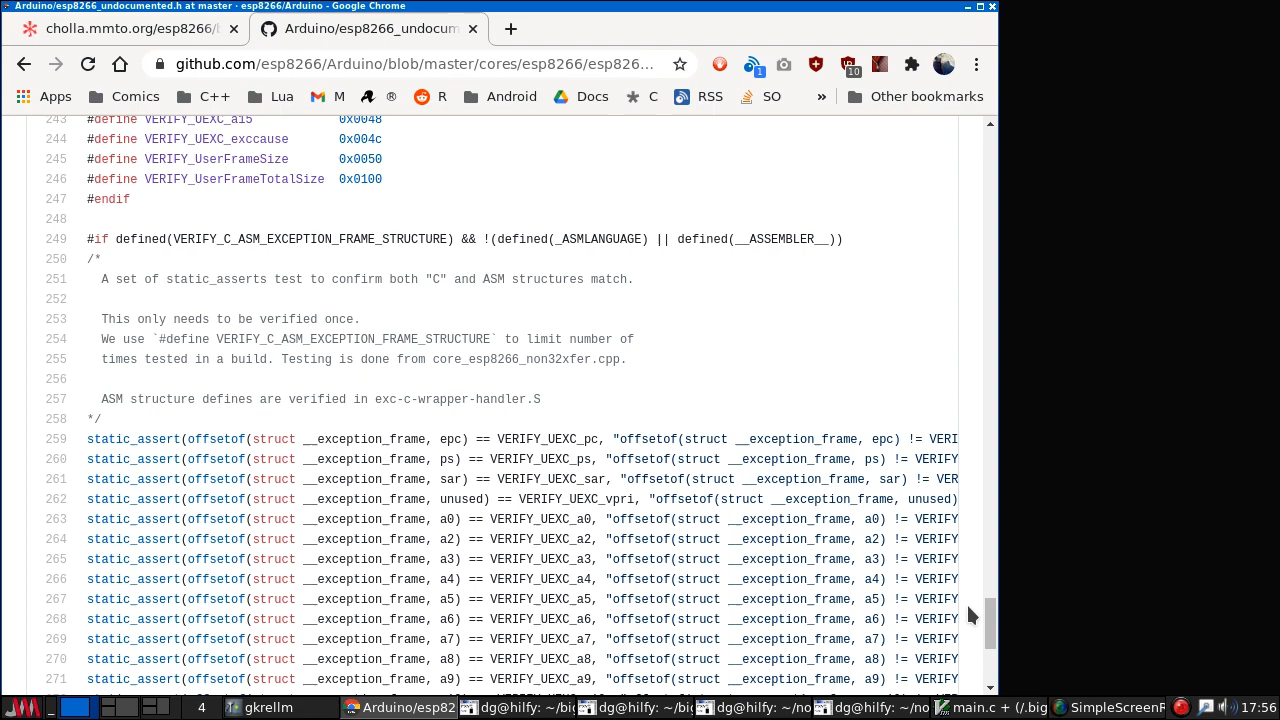 Arduino/esp8266_undocumented.h at master · esp8266/Arduino - Google Chrome
cholla.mmto.org/esp8266/b
Arduino/esp8266_undocum
github.com/esp8266/Arduino/blob/master/cores/esp8266/esp826...
1
10
Apps Comics C++ Lua M ® R Android Docs C RSS SO » Other bookmarks
243 #define VERIFY_UEXC_a15 0x0048
244 #define VERIFY_UEXC_exccause 0x004c
245 #define VERIFY_UserFrameSize 0x0050
246 #define VERIFY_UserFrameTotalSize 0x0100
247 #endif
248
249 #if defined(VERIFY_C_ASM_EXCEPTION_FRAME_STRUCTURE) && !(defined(_ASMLANGUAGE) || defined(__ASSEMBLER__))
250 /*
251 A set of static_asserts test to confirm both "C" and ASM structures match.
252
253 This only needs to be verified once.
254 We use `#define VERIFY_C_ASM_EXCEPTION_FRAME_STRUCTURE` to limit number of
255 times tested in a build. Testing is done from core_esp8266_non32xfer.cpp.
256
257 ASM structure defines are verified in exc-c-wrapper-handler.S
258 */
259 static_assert(offsetof(struct __exception_frame, epc) == VERIFY_UEXC_pc, "offsetof(struct __exception_frame, epc) != VERI
260 static_assert(offsetof(struct __exception_frame, ps) == VERIFY_UEXC_ps, "offsetof(struct __exception_frame, ps) != VERIFY
261 static_assert(offsetof(struct __exception_frame, sar) == VERIFY_UEXC_sar, "offsetof(struct __exception_frame, sar) != VER
262 static_assert(offsetof(struct __exception_frame, unused) == VERIFY_UEXC_vpri, "offsetof(struct __exception_frame, unused)
263 static_assert(offsetof(struct __exception_frame, a0) == VERIFY_UEXC_a0, "offsetof(struct __exception_frame, a0) != VERIFY
264 static_assert(offsetof(struct __exception_frame, a2) == VERIFY_UEXC_a2, "offsetof(struct __exception_frame, a2) != VERIFY
265 static_assert(offsetof(struct __exception_frame, a3) == VERIFY_UEXC_a3, "offsetof(struct __exception_frame, a3) != VERIFY
266 static_assert(offsetof(struct __exception_frame, a4) == VERIFY_UEXC_a4, "offsetof(struct __exception_frame, a4) != VERIFY
267 static_assert(offsetof(struct __exception_frame, a5) == VERIFY_UEXC_a5, "offsetof(struct __exception_frame, a5) != VERIFY
268 static_assert(offsetof(struct __exception_frame, a6) == VERIFY_UEXC_a6, "offsetof(struct __exception_frame, a6) != VERIFY
269 static_assert(offsetof(struct __exception_frame, a7) == VERIFY_UEXC_a7, "offsetof(struct __exception_frame, a7) != VERIFY
270 static_assert(offsetof(struct __exception_frame, a8) == VERIFY_UEXC_a8, "offsetof(struct __exception_frame, a8) != VERIFY
271 static_assert(offsetof(struct __exception_frame, a9) == VERIFY_UEXC_a9, "offsetof(struct __exception_frame, a9) != VERIFY
4 gkrellm Arduino/esp82 dg@hilfy: ~/big dg@hilfy: ~/big dg@hilfy: ~/no dg@hilfy: ~/no main.c + (/.big SimpleScreenR 17:56